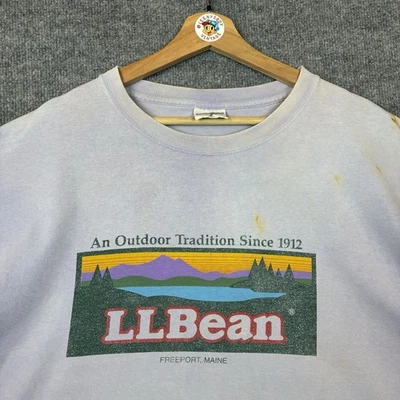 An Outdoor Tradition Since 1912
LLBean®
FREEPORT, MAINE